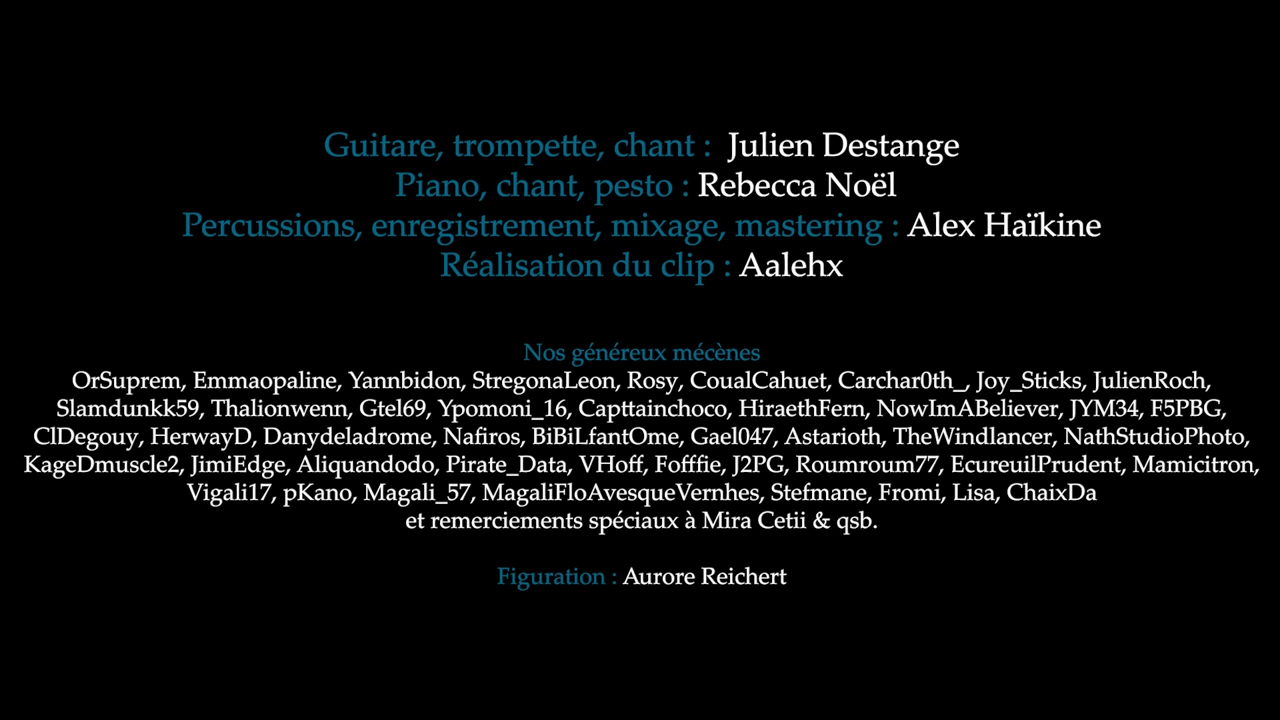 Guitare, trompette, chant : Julien Destange
Piano, chant, pesto : Rebecca Noël
Percussions, enregistrement, mixage, mastering : Alex Haïkine
Réalisation du clip : Aalehx
Nos généreux mécènes
OrSuprem, Emmaopaline, Yannbidon, StregonaLeon, Rosy, CoualCahuet, Carchar0th_, Joy_Sticks, JulienRoch,
Slamdunkk59, Thalionwenn, Gtel69, Ypomoni_16, Capttainchoco, HiraethFern, NowImABeliever, JYM34, F5PBG,
ClDegouy, HerwayD, Danydeladrome, Nafiros, BiBiLfantOme, Gael047, Astarioth, TheWindlancer, NathStudioPhoto,
KageDmuscle2, JimiEdge, Aliquandodo, Pirate_Data, VHoff, Fofffie, J2PG, Roumroum77, EcureuilPrudent, Mamicitron,
Vigali17, pKano, Magali_57, MagaliFloAvesqueVernhes, Stefmane, Fromi, Lisa, ChaixDa
et remerciements spéciaux à Mira Cetii & qsb.
Figuration : Aurore Reichert